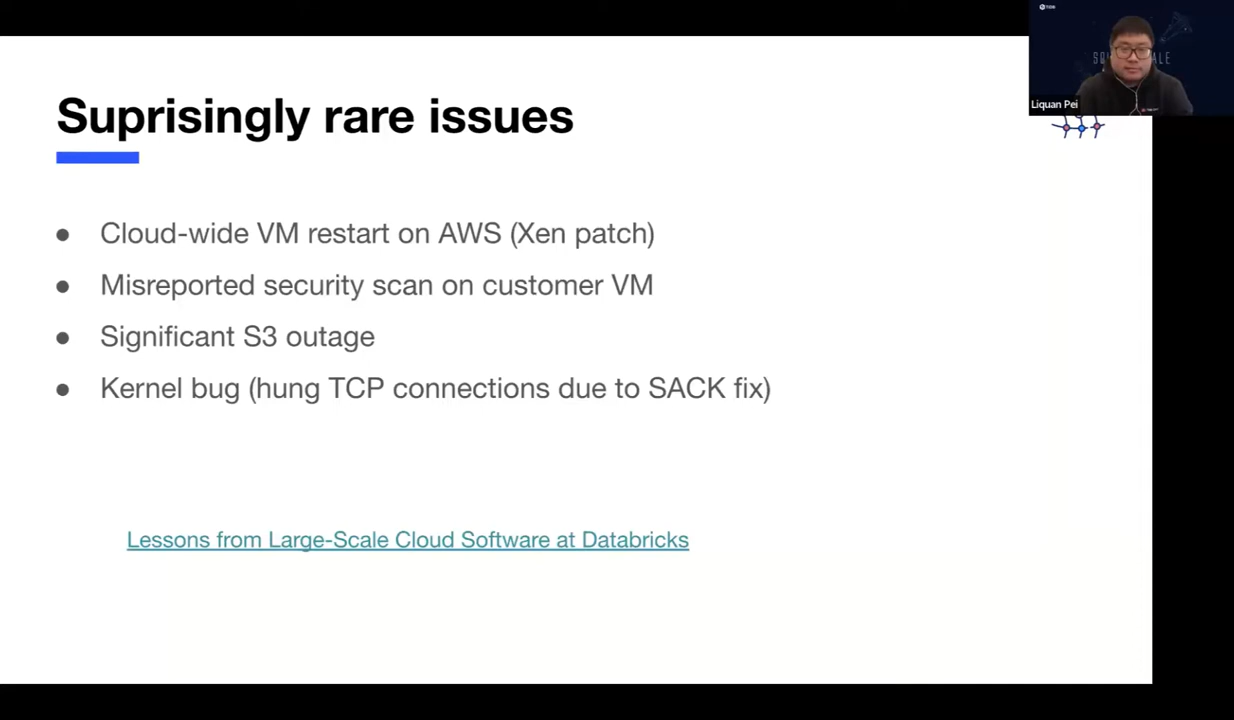 Suprisingly rare issues
● Cloud-wide VM restart on AWS (Xen patch)
● Misreported security scan on customer VM
● Significant S3 outage
● Kernel bug (hung TCP connections due to SACK fix)
Lessons from Large-Scale Cloud Software at Databricks
Liquan Pei